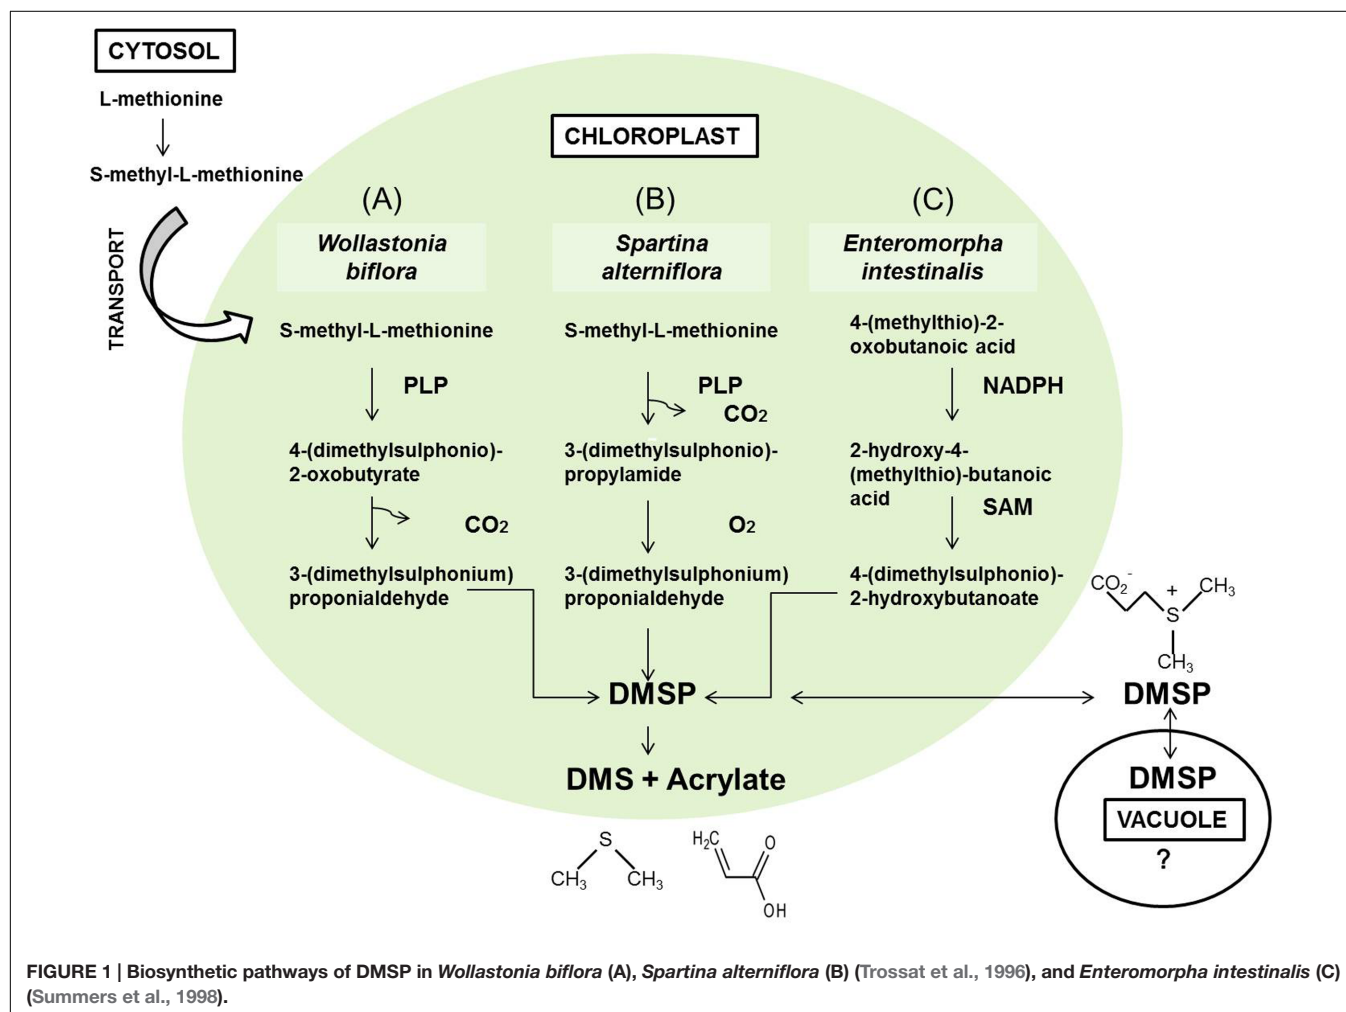 CYTOSOL
L-methionine
S-methyl-L-methionine
TRANSPORT
CHLOROPLAST
(A)
Wollastonia
biflora
S-methyl-L-methionine
PLP
4-(dimethylsulphonio)-
2-oxobutyrate
CO2
3-(dimethylsulphonium)
proponialdehyde
(B)
Spartina
alterniflora
S-methyl-L-methionine
PLP
CO2
3-(dimethylsulphonio)-
propylamide
O2
3-(dimethylsulphonium)
proponialdehyde
(C)
Enteromorpha
intestinalis
4-(methylthio)-2-
oxobutanoic acid
NADPH
2-hydroxy-4-
(methylthio)-butanoic
acid
SAM
4-(dimethylsulphonio)-
2-hydroxybutanoate
DMSP
DMS + Acrylate
S
CH3 CH3
H2C O
OH
CO2- + CH3
S
CH3
DMSP
DMSP
VACUOLE
?
FIGURE 1 | Biosynthetic pathways of DMSP in Wollastonia biflora (A), Spartina alterniflora (B) (Trossat et al., 1996), and Enteromorpha intestinalis (C)
(Summers et al., 1998).